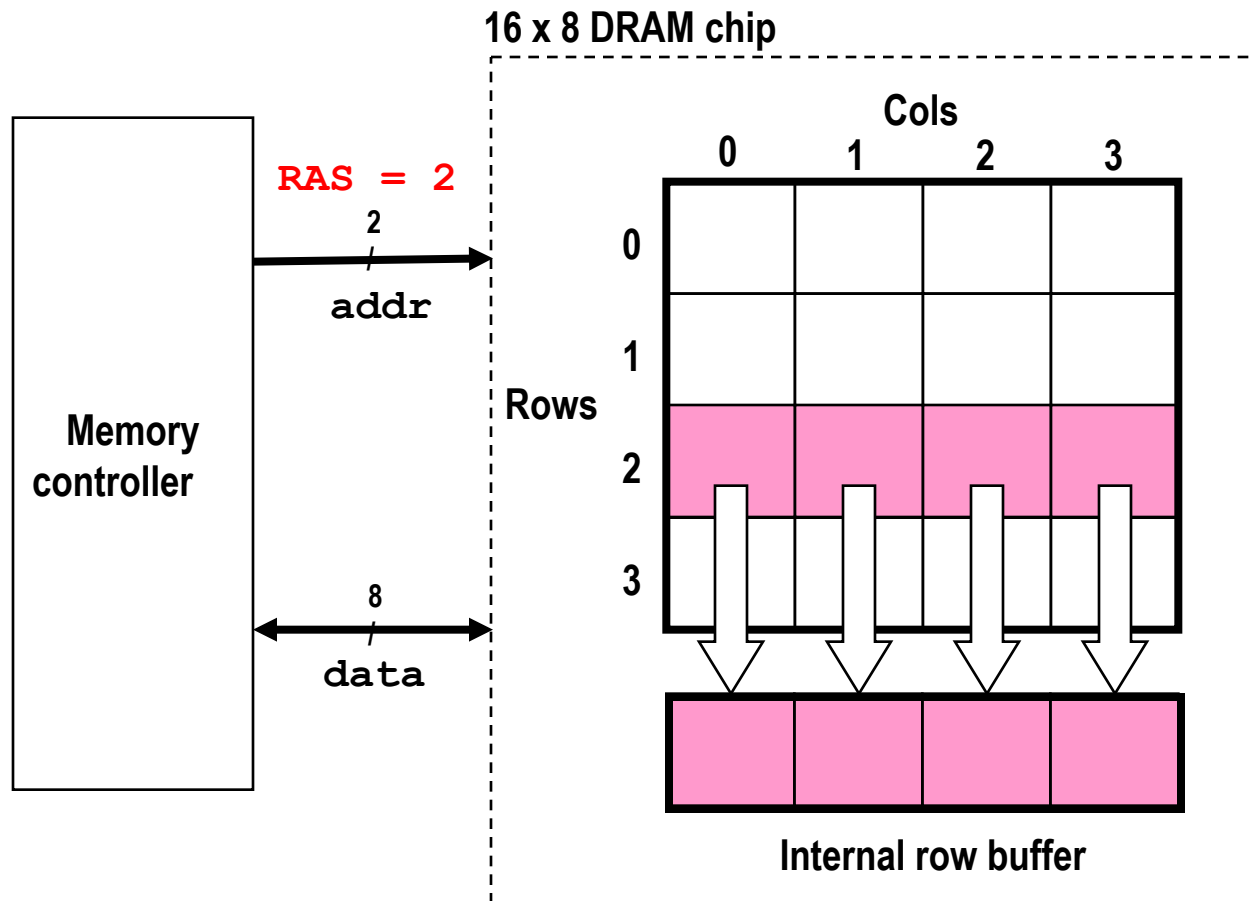 16 x 8 DRAM chip
Cols
0 1 2 3
RAS = 2
2
addr
0
1
Rows
2
3
Memory
controller
8
data
Internal row buffer